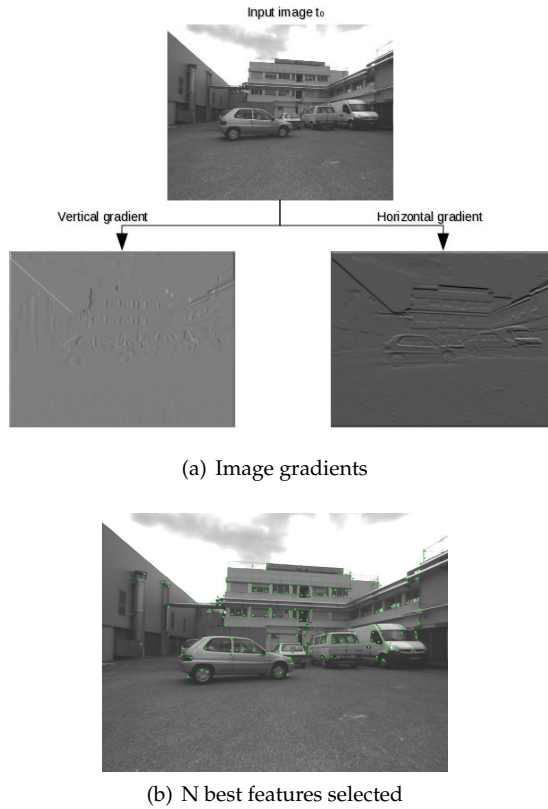 Input image t₀
Vertical gradient
Horizontal gradient
(a) Image gradients
(b) N best features selected